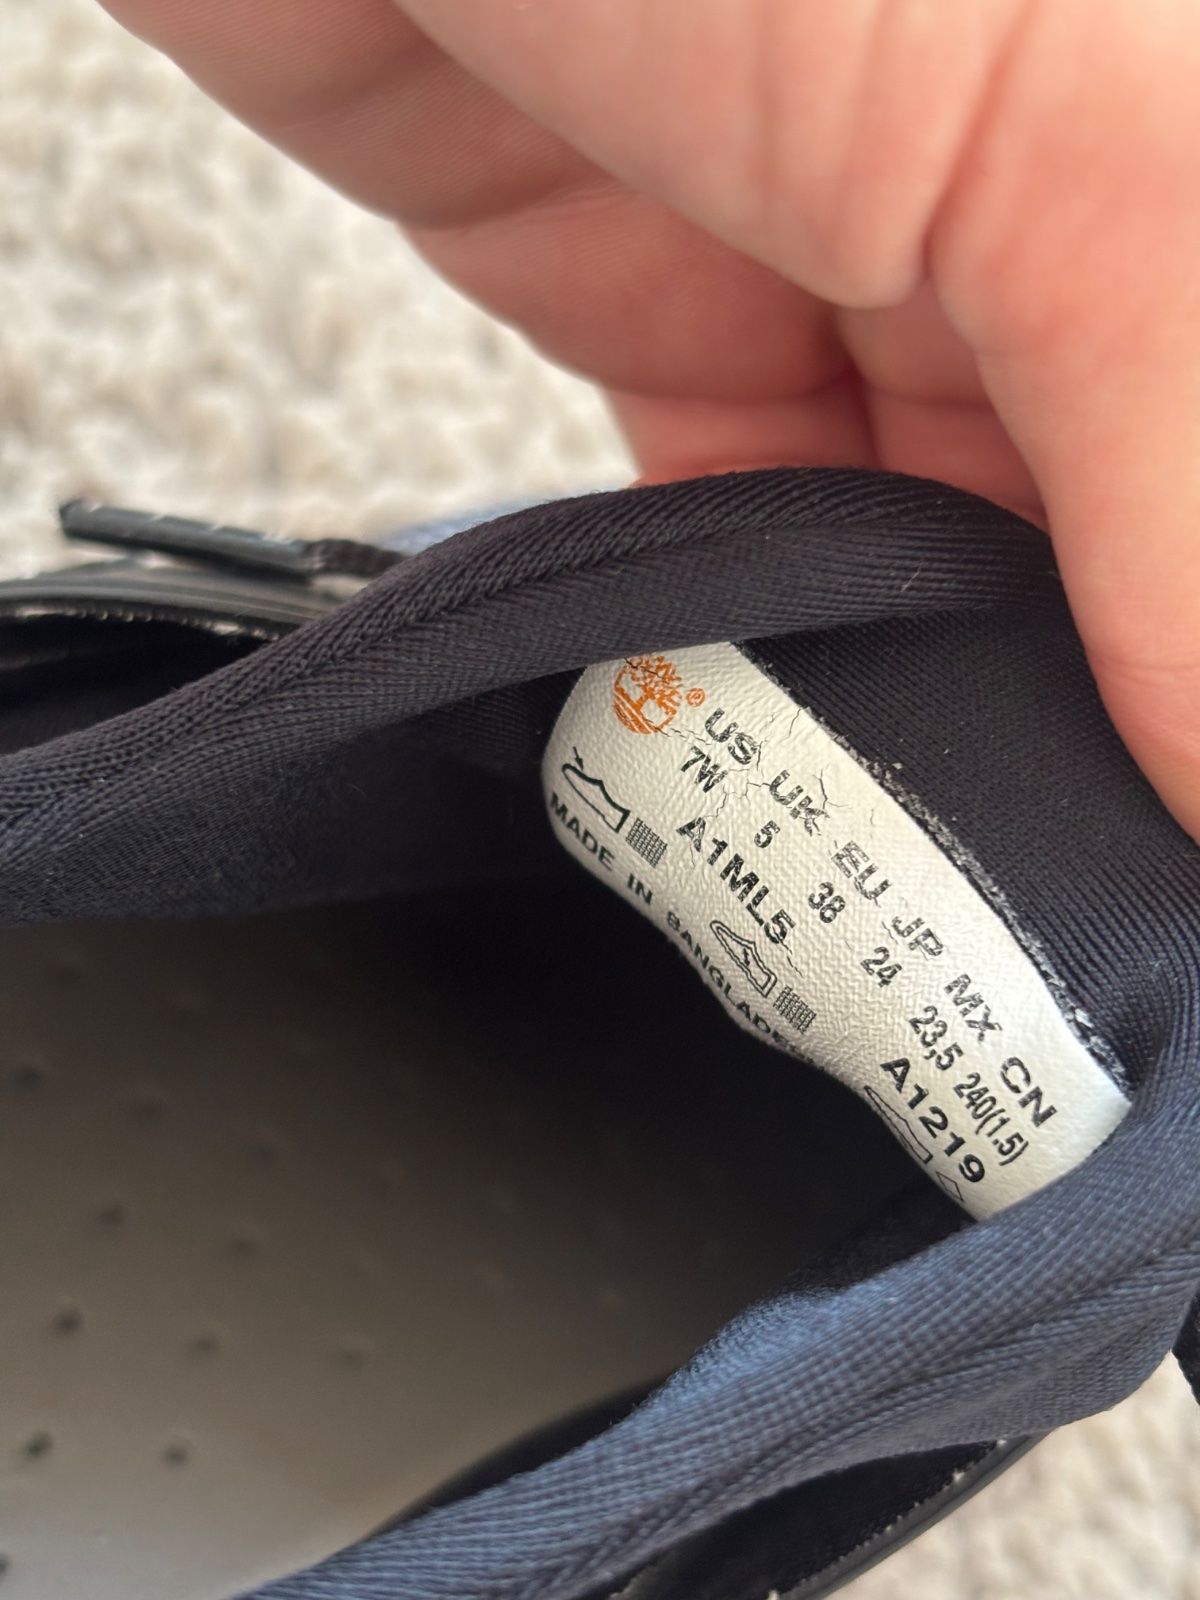 ®
US UK EU JP MX CN
7W 5 38 24 23,5 240(1.5)
A1ML5 A1219
MADE IN BANGLADES